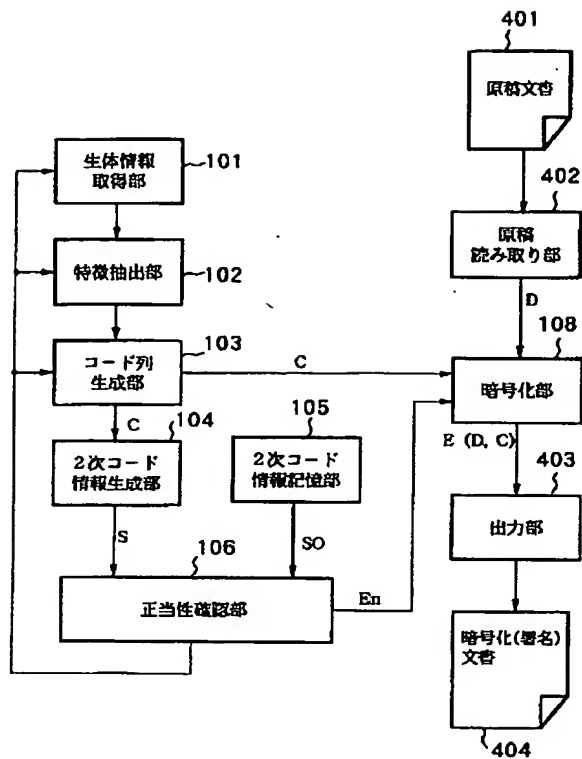 401
原稿文書
生体情報
取得部
101
402
原稿
読み取り部
特徴抽出部
102
D
103
108
コード列
生成部
C
暗号化部
C
104
105
E (D, C)
2次コード
情報生成部
2次コード
情報記憶部
403
出力部
S
106
SO
正当性確認部
En
暗号化(署名)
文書
404